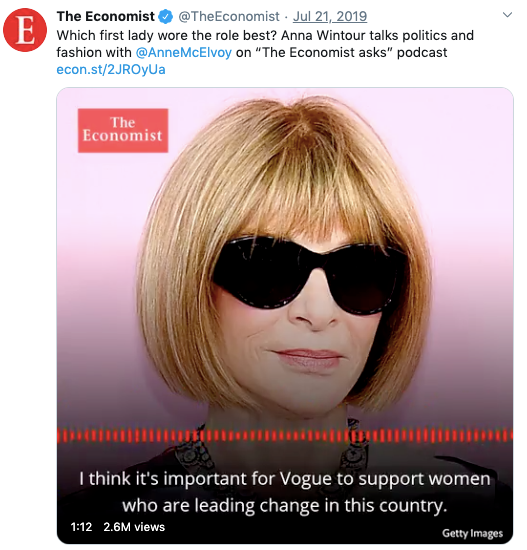 The Economist @TheEconomist · Jul 21, 2019
Which first lady wore the role best? Anna Wintour talks politics and
fashion with @AnneMcElvoy on “The Economist asks” podcast
econ.st/2JROyUa
E
The
Economist
I think it's important for Vogue to support women
who are leading change in this country.
1:12 2.6M views
Getty Images